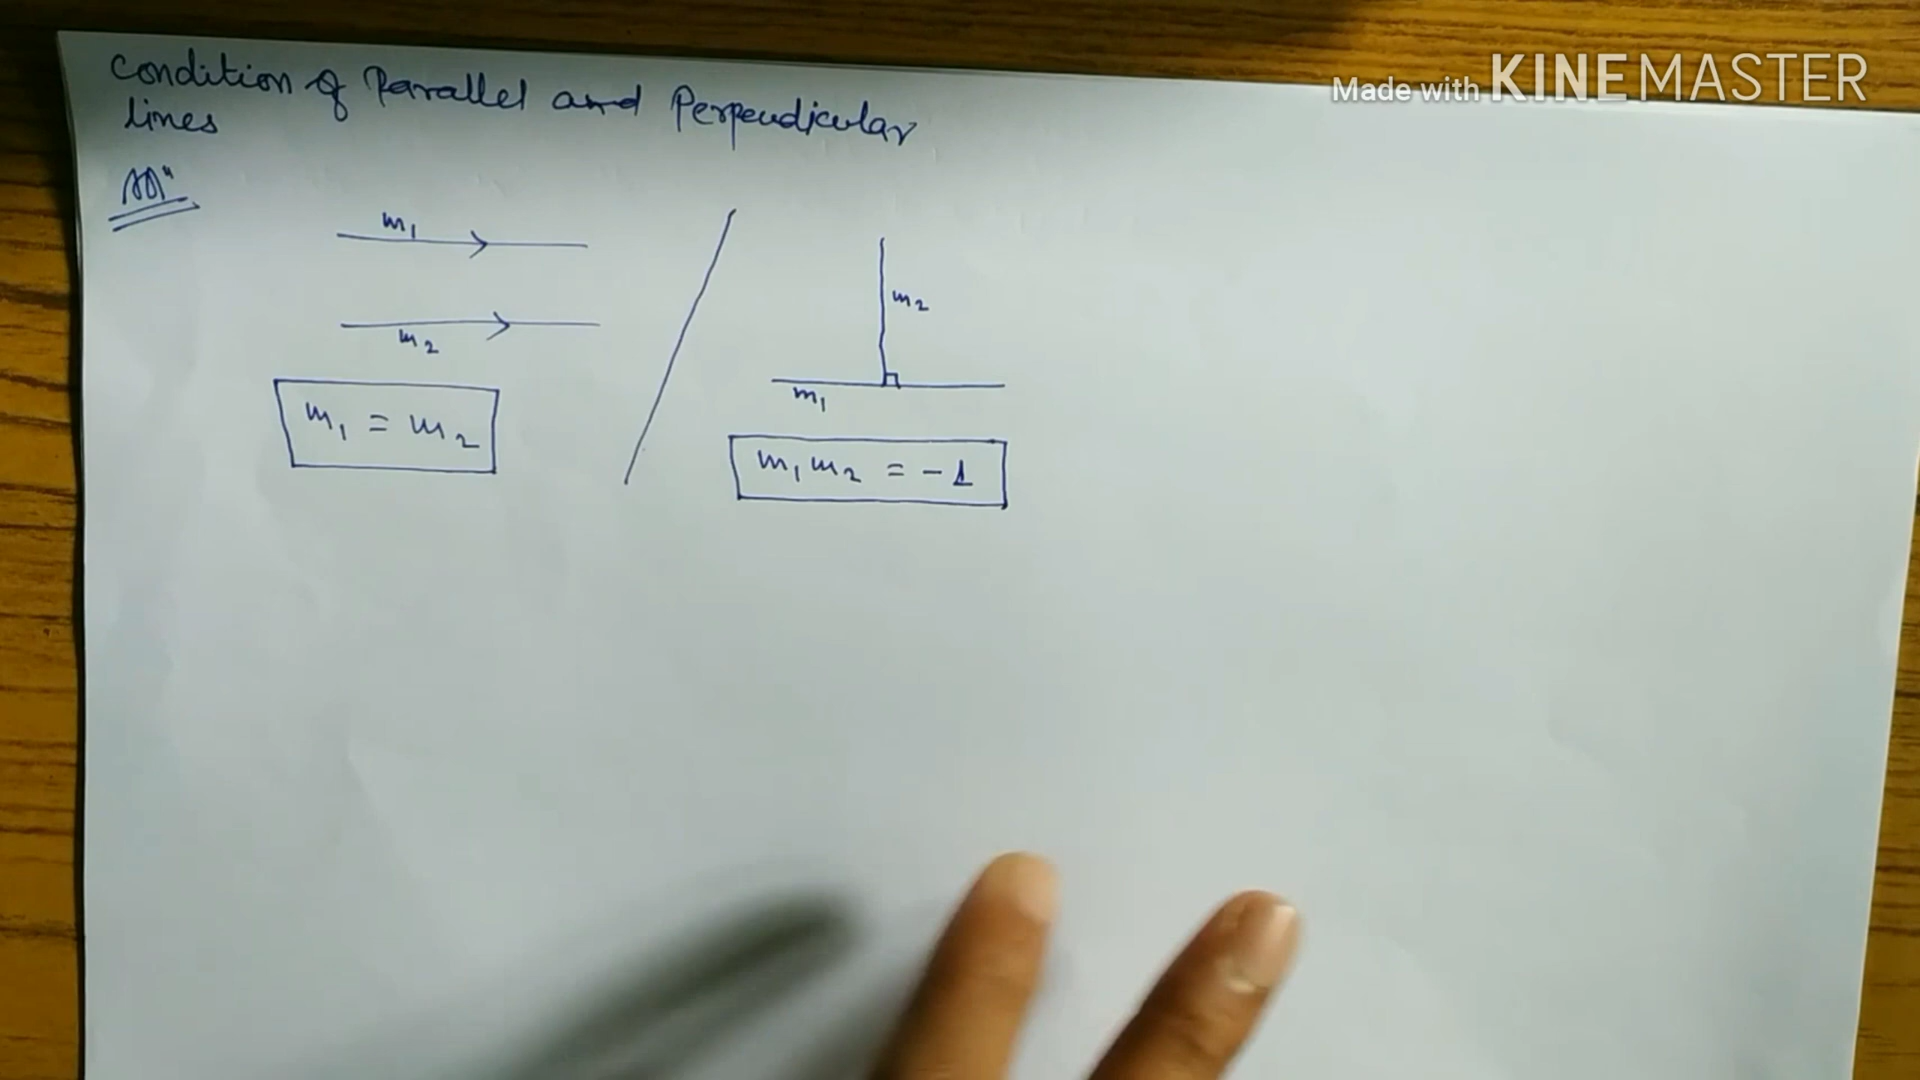 Condition of Parallel and Perpendicular
lines
Made with KINEMASTER
m₁
m₂
m₁ = m₂
m₂
m₁
m₁m₂ = -1